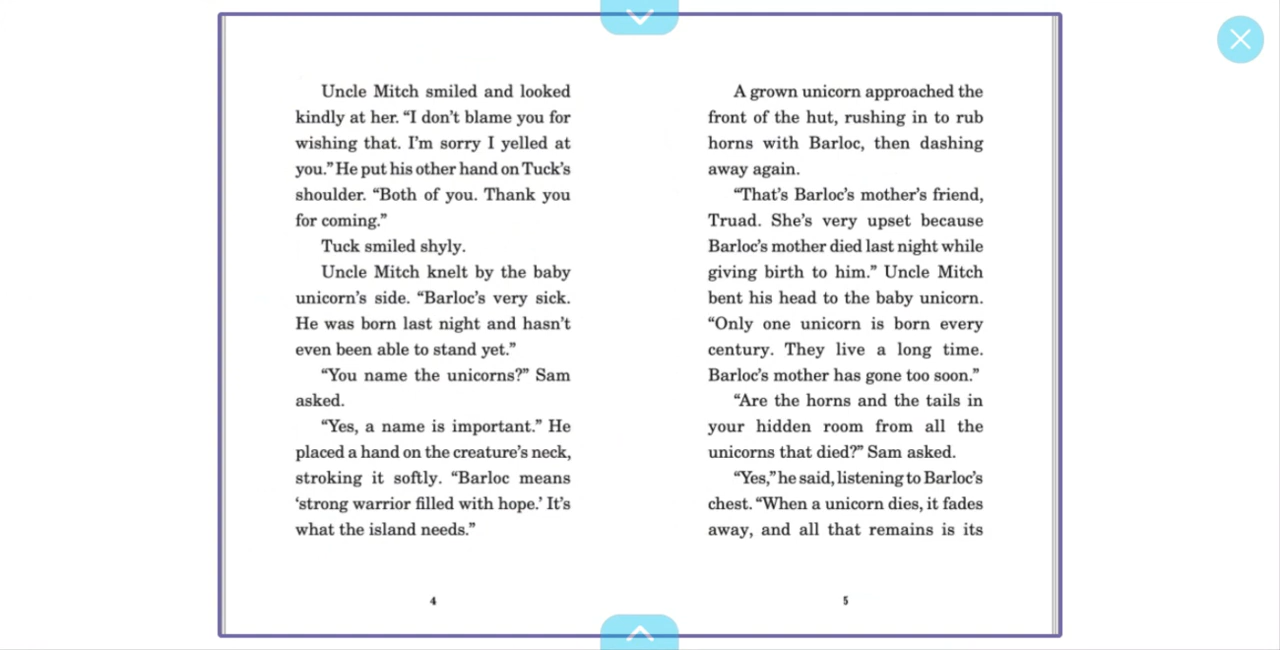 Uncle Mitch smiled and looked
kindly at her. “I don’t blame you for
wishing that. I’m sorry I yelled at
you.” He put his other hand on Tuck’s
shoulder. “Both of you. Thank you
for coming.”
Tuck smiled shyly.
Uncle Mitch knelt by the baby
unicorn’s side. “Barloc’s very sick.
He was born last night and hasn’t
even been able to stand yet.”
“You name the unicorns?” Sam
asked.
“Yes, a name is important.” He
placed a hand on the creature’s neck,
stroking it softly. “Barloc means
‘strong warrior filled with hope.’ It’s
what the island needs.”
4
A grown unicorn approached the
front of the hut, rushing in to rub
horns with Barloc, then dashing
away again.
“That’s Barloc’s mother’s friend,
Truad. She’s very upset because
Barloc’s mother died last night while
giving birth to him.” Uncle Mitch
bent his head to the baby unicorn.
“Only one unicorn is born every
century. They live a long time.
Barloc’s mother has gone too soon.”
“Are the horns and the tails in
your hidden room from all the
unicorns that died?” Sam asked.
“Yes,” he said, listening to Barloc’s
chest. “When a unicorn dies, it fades
away, and all that remains is its
5